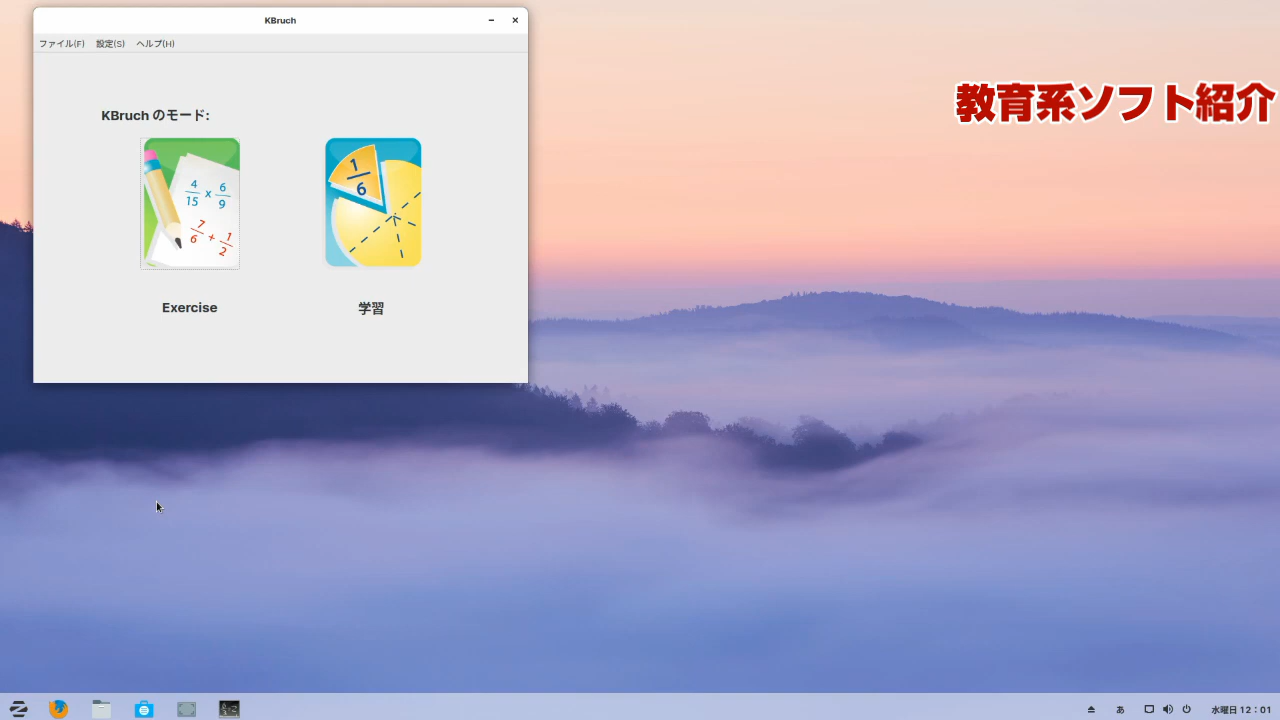 KBruch
ファイル(F) 設定(S) ヘルプ(H)
教育系ソフト紹介
KBruch のモード:
4/15 x 6/9
7/6 + 1/2
1/6
Exercise
学習
あ
水曜日 12：01